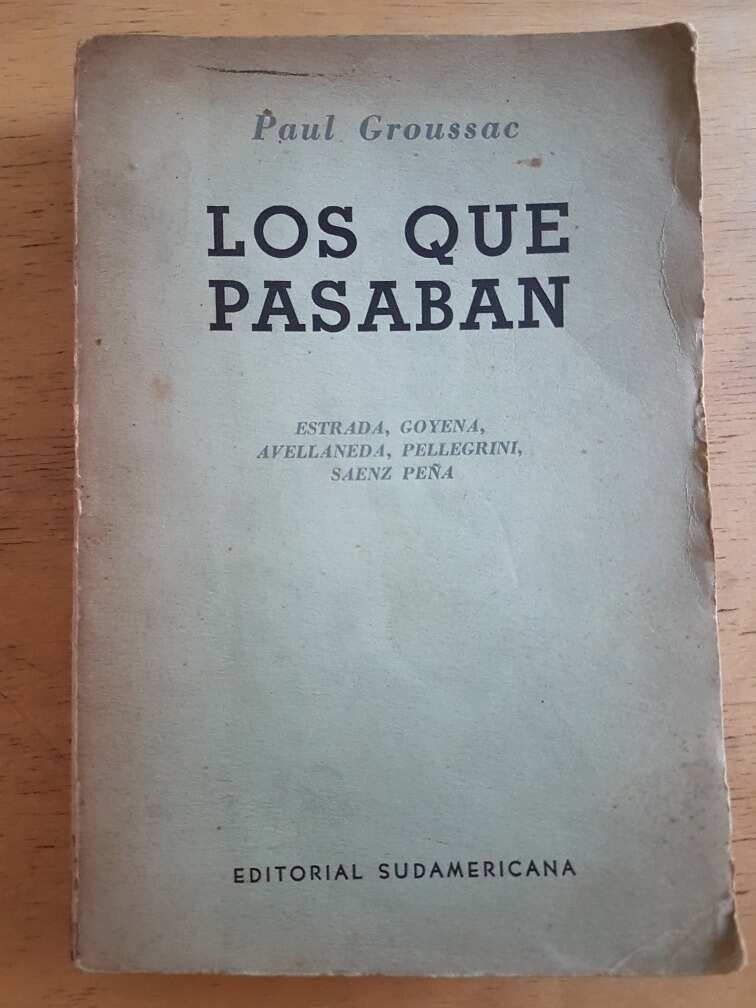 Paul Groussac
LOS QUE
PASABAN
ESTRADA, GOYENA,
AVELLANEDA, PELLEGRINI,
SAENZ PEÑA
EDITORIAL SUDAMERICANA